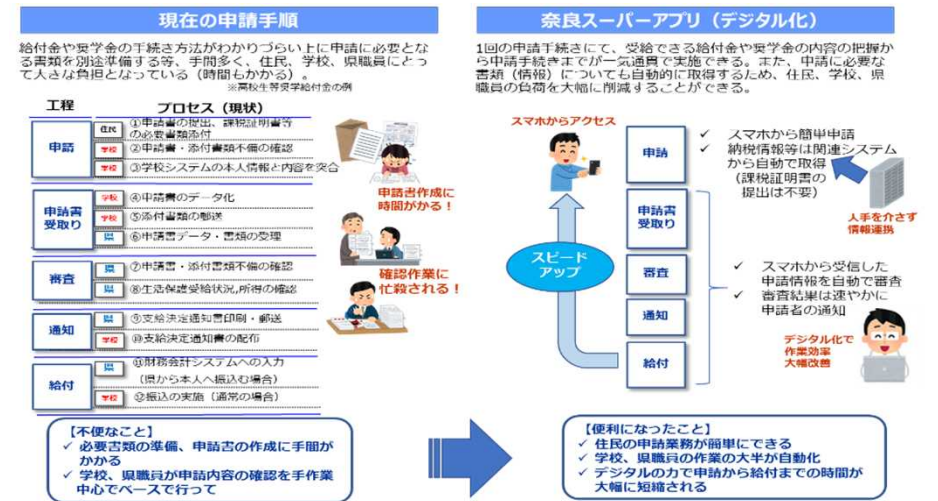 現在の申請手順
給付金や奨学金の手続き方法がわかりづらい上に申請に必要とな
る書類を別途準備する等、手間多く、住民、学校、県職員にとっ
て大きな負担となっている（時間もかかる）。
※高校生等奨学給付金の例
工程
プロセス（現状）
申請
住民
①申請書の提出、課税証明書等
の必要書類添付
学校
②申請書・添付書類不備の確認
学校
③学校システムの本人情報と内容を突合
申請書
受取り
学校
④申請書のデータ化
学校
⑤添付書類の郵送
県
⑥申請書データ・書類の受理
審査
県
⑦申請書・添付書類不備の確認
県
⑧生活保護受給状況,所得の確認
通知
県
⑨支給決定通知書印刷・郵送
学校
⑩支給決定通知書の配布
給付
県
⑪財務会計システムへの入力
（県から本人へ振込む場合）
学校
⑫振込の実施（通常の場合）
申請書作成に
時間がかる！
確認作業に
忙殺される！
【不便なこと】
✓ 必要書類の準備、申請書の作成に手間が
かかる
✓ 学校、県職員が申請内容の確認を手作業
中心でベースで行って
奈良スーパーアプリ（デジタル化）
1回の申請手続きにて、受給できる給付金や奨学金の内容の把握か
ら申請手続きまでが一気通貫で実施できる。また、申請に必要な
書類（情報）についても自動的に取得するため、住民、学校、県
職員の負荷を大幅に削減することができる。
スマホからアクセス
スピード
アップ
申請
申請書
受取り
審査
通知
給付
✓ スマホから簡単申請
✓ 納税情報等は関連システム
から自動で取得
（課税証明書の
提出は不要）
人手を介さず
情報連携
✓ スマホから受信した
申請情報を自動で審査
✓ 審査結果は速やかに
申請者の通知
デジタル化で
作業効率
大幅改善
【便利になったこと】
✓ 住民の申請業務が簡単にできる
✓ 学校、県職員の作業の大半が自動化
✓ デジタルの力で申請から給付までの時間が
大幅に短縮される